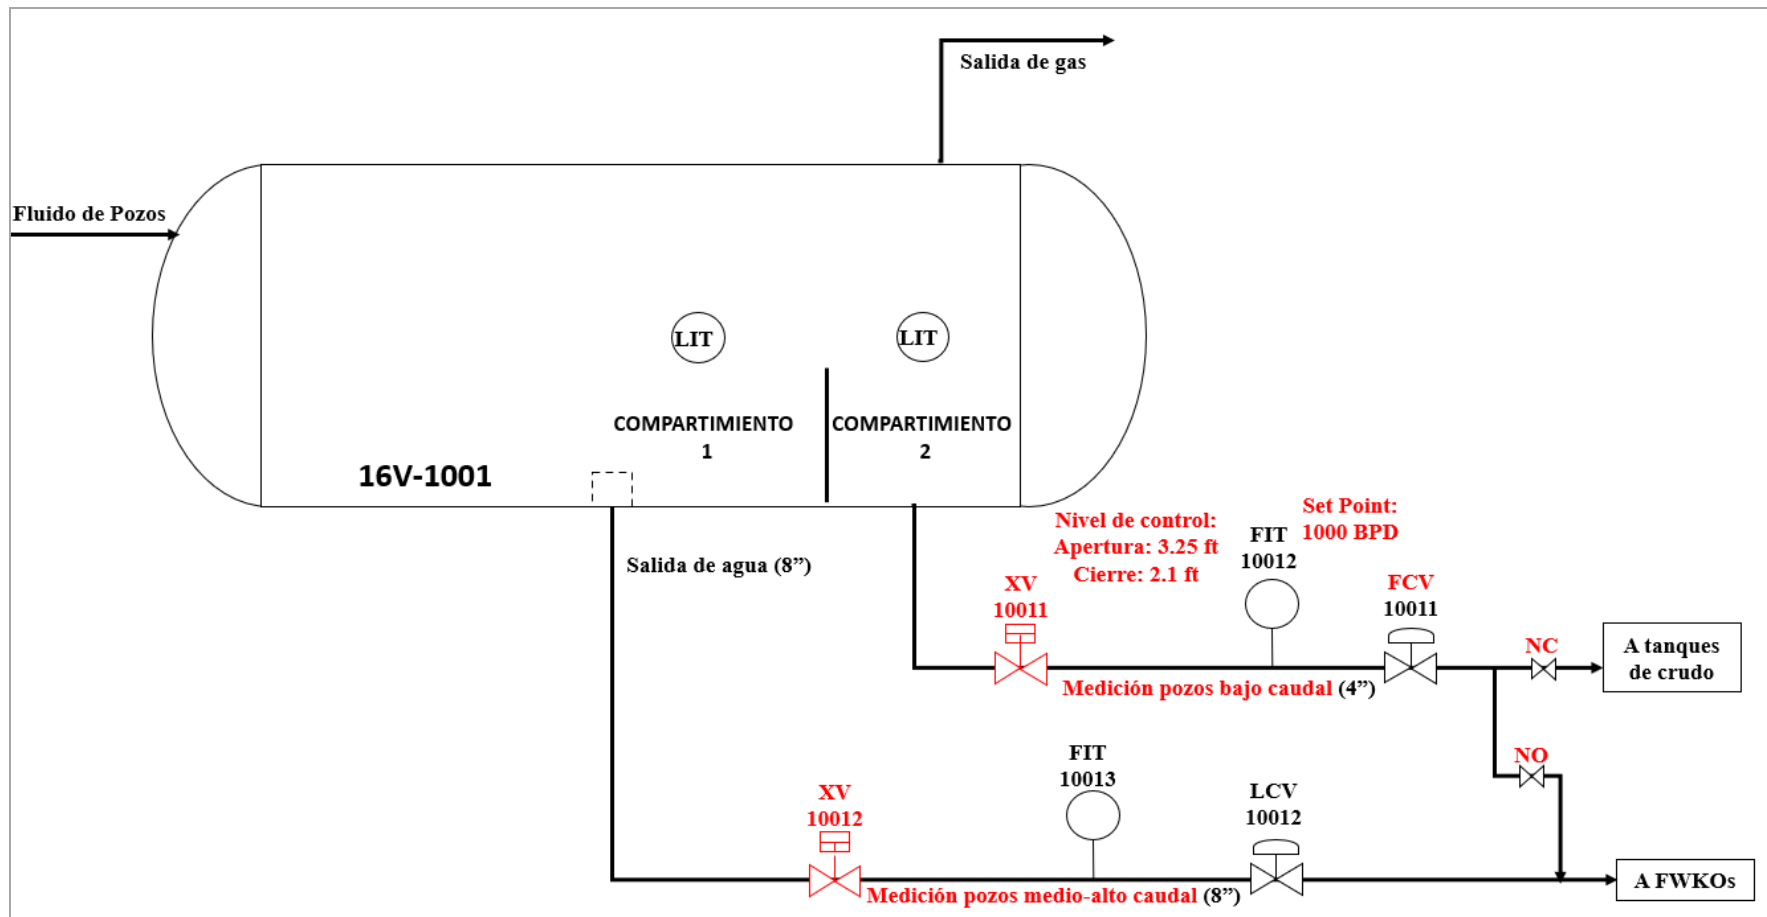 Salida de gas
Fluido de Pozos
LIT
LIT
COMPARTIMIENTO
1
COMPARTIMIENTO
2
16V-1001
Salida de agua (8”)
Nivel de control:
Apertura: 3.25 ft
Cierre: 2.1 ft
Set Point:
1000 BPD
FIT
10012
XV
10011
FCV
10011
NC
A tanques
de crudo
Medición pozos bajo caudal (4”)
NO
FIT
10013
XV
10012
LCV
10012
Medición pozos medio-alto caudal (8”)
A FWKOs